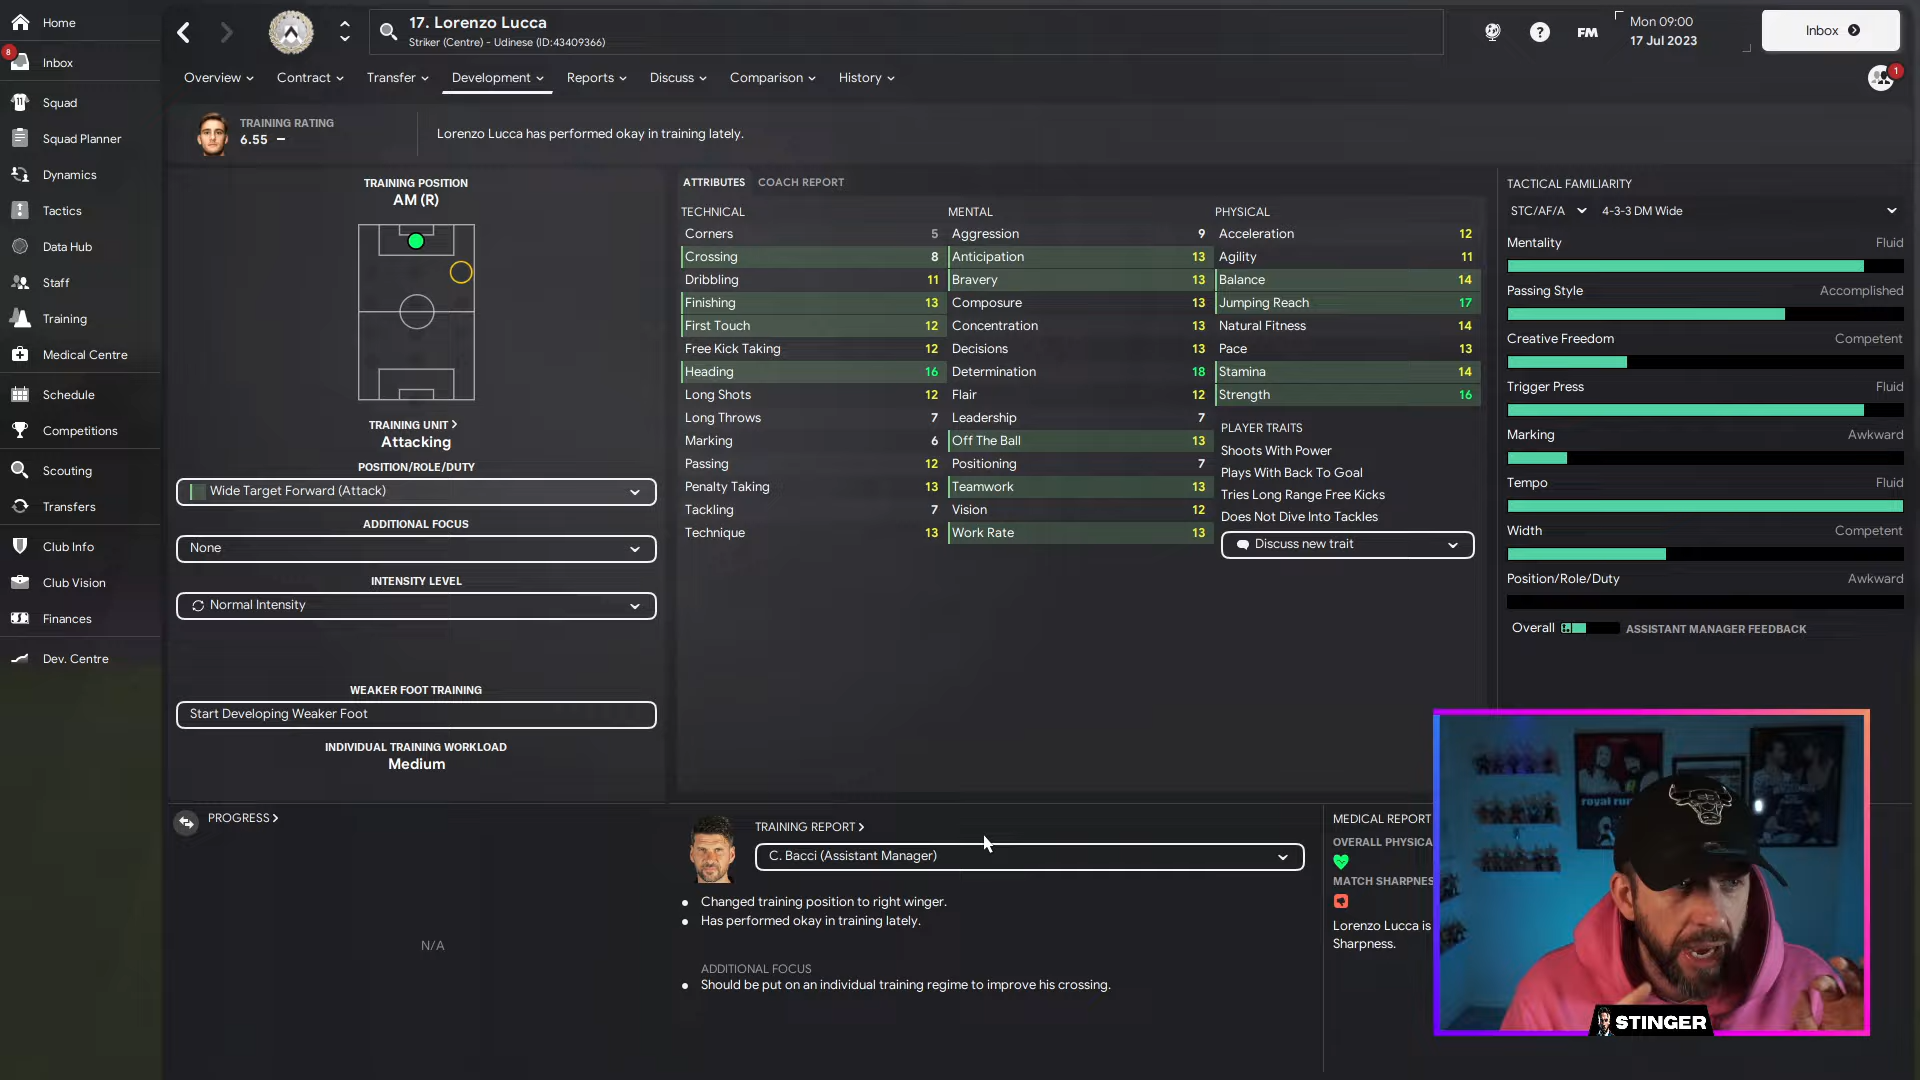 Home
8
Inbox
Squad
Squad Planner
Dynamics
Tactics
Data Hub
Staff
Training
Medical Centre
Schedule
Competitions
Scouting
Transfers
Club Info
Club Vision
Finances
Dev. Centre
17. Lorenzo Lucca
Striker (Centre) - Udinese (ID:43409366)
?
FM
Mon 09:00
17 Jul 2023
Inbox
Overview
Contract
Transfer
Development
Reports
Discuss
Comparison
History
1
TRAINING RATING
6.55 –
Lorenzo Lucca has performed okay in training lately.
TRAINING POSITION
AM (R)
TRAINING UNIT >
Attacking
POSITION/ROLE/DUTY
Wide Target Forward (Attack)
ADDITIONAL FOCUS
None
INTENSITY LEVEL
Normal Intensity
WEAKER FOOT TRAINING
Start Developing Weaker Foot
INDIVIDUAL TRAINING WORKLOAD
Medium
ATTRIBUTES COACH REPORT
TECHNICAL
Corners 5
Crossing 8
Dribbling 11
Finishing 13
First Touch 12
Free Kick Taking 12
Heading 16
Long Shots 12
Long Throws 7
Marking 6
Passing 12
Penalty Taking 13
Tackling 7
Technique 13
MENTAL
Aggression 9
Anticipation 13
Bravery 13
Composure 13
Concentration 13
Decisions 13
Determination 18
Flair 12
Leadership 7
Off The Ball 13
Positioning 7
Teamwork 13
Vision 12
Work Rate 13
PHYSICAL
Acceleration 12
Agility 11
Balance 14
Jumping Reach 17
Natural Fitness 14
Pace 13
Stamina 14
Strength 16
PLAYER TRAITS
Shoots With Power
Plays With Back To Goal
Tries Long Range Free Kicks
Does Not Dive Into Tackles
Discuss new trait
TACTICAL FAMILIARITY
STC/AF/A 4-3-3 DM Wide
Mentality Fluid
Passing Style Accomplished
Creative Freedom Competent
Trigger Press Fluid
Marking Awkward
Tempo Fluid
Width Competent
Position/Role/Duty Awkward
Overall ASSISTANT MANAGER FEEDBACK
PROGRESS >
N/A
TRAINING REPORT >
C. Bacci (Assistant Manager)
• Changed training position to right winger.
• Has performed okay in training lately.
ADDITIONAL FOCUS
• Should be put on an individual training regime to improve his crossing.
MEDICAL REPORT
OVERALL PHYSICA
MATCH SHARPNES
Lorenzo Lucca is
Sharpness.
STINGER